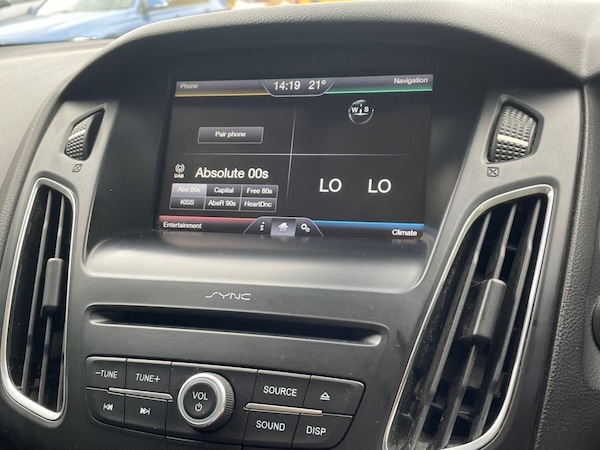 Phone 14:19 21° Navigation
W S
Pair phone
DAB Absolute 00s
Abs 00s Capital Free 80s
KISS AbsR 90s HeartDnc
LO LO
Entertainment i Climate
SYNC
−TUNE TUNE+ VOL SOURCE
SOUND DISP